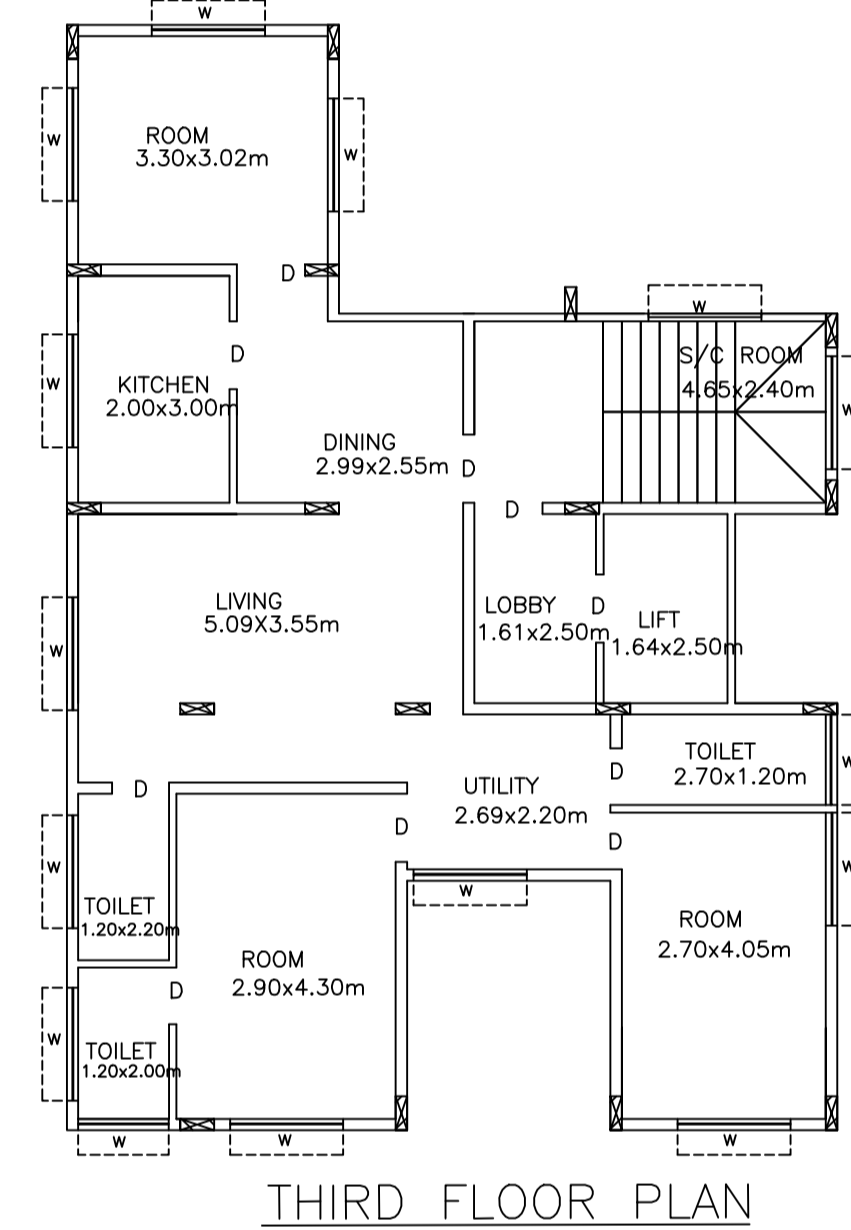 W
ROOM
3.30x3.02m
W
W
D
W
D
KITCHEN
2.00x3.00m
W
DINING
2.99x2.55m
D
S/C ROOM
4.65x2.40m
W
D
LIVING
5.09X3.55m
W
LOBBY
1.61x2.50m
D
LIFT
1.64x2.50m
D
UTILITY
2.69x2.20m
D
TOILET
2.70x1.20m
W
D
D
W
W
W
TOILET
1.20x2.20m
ROOM
2.90x4.30m
ROOM
2.70x4.05m
D
W
TOILET
1.20x2.00m
W
W
W
THIRD FLOOR PLAN